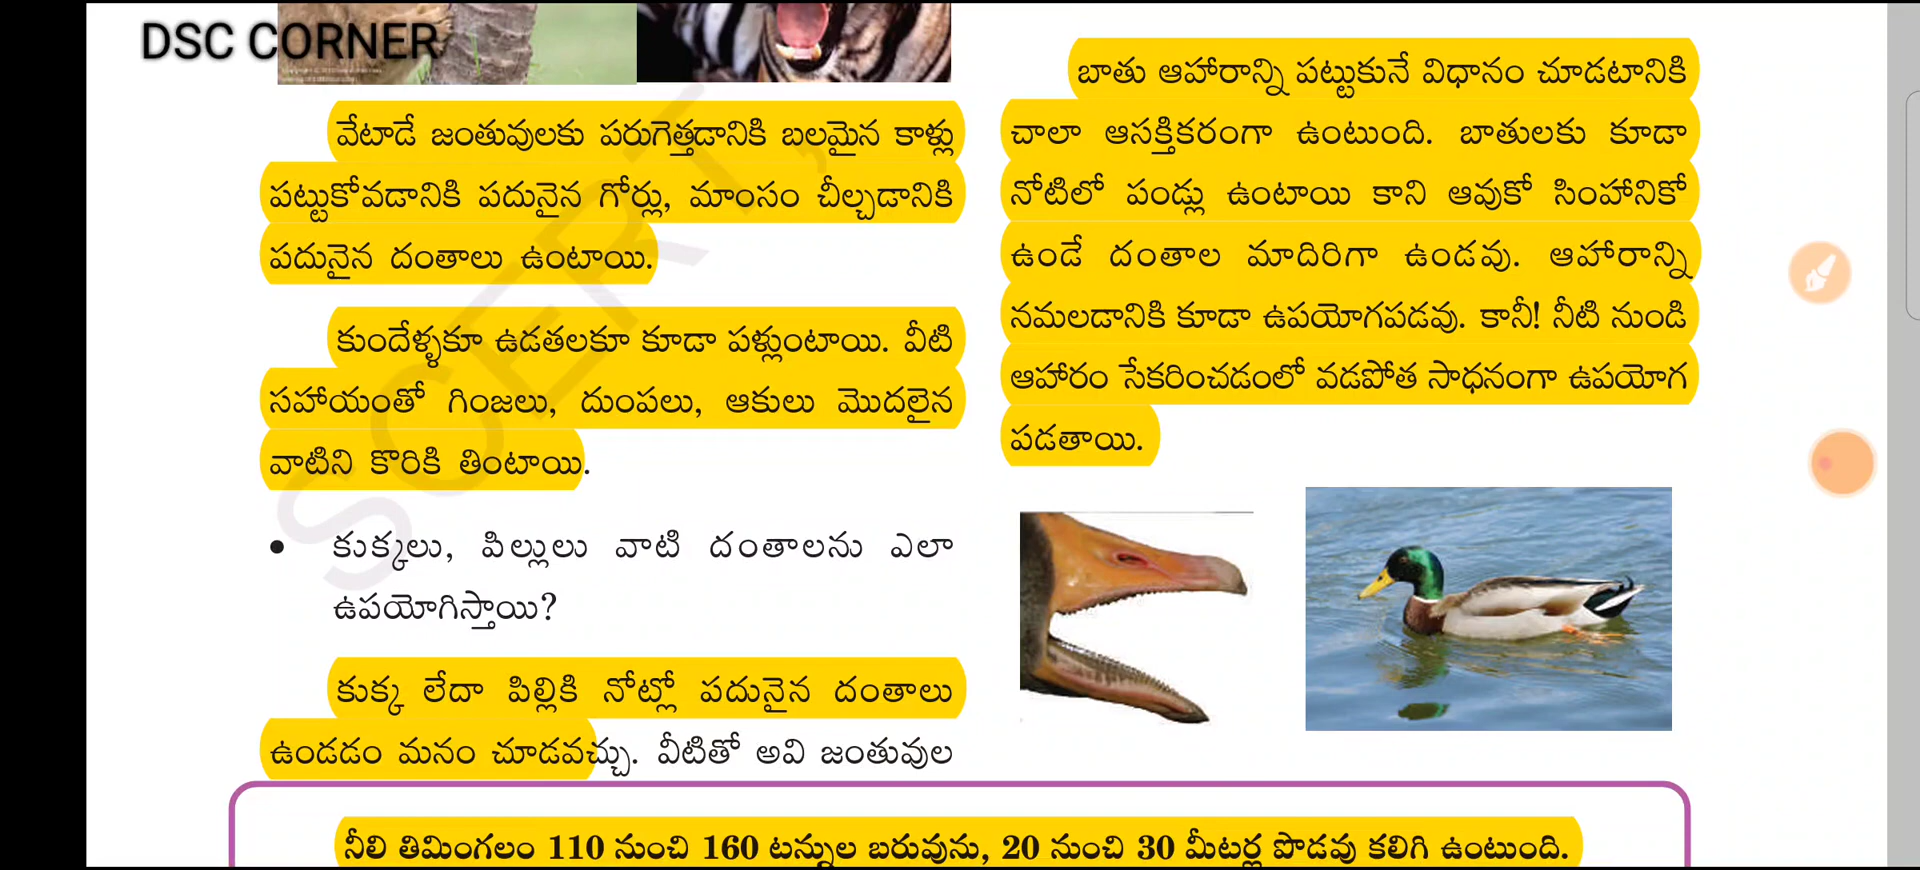 DSC CORNER
వేటాడే జంతువులకు పరుగెత్తడానికి బలమైన కాళ్లు
పట్టుకోవడానికి పదునైన గోర్లు, మాంసం చీల్చడానికి
పదునైన దంతాలు ఉంటాయి.
కుందేళ్ళకూ ఉడతలకూ కూడా పళ్లుంటాయి. వీటి
సహాయంతో గింజలు, దుంపలు, ఆకులు మొదలైన
వాటిని కొరికి తింటాయి.
• కుక్కలు, పిల్లులు వాటి దంతాలను ఎలా
ఉపయోగిస్తాయి?
కుక్క లేదా పిల్లికి నోట్లో పదునైన దంతాలు
ఉండడం మనం చూడవచ్చు. వీటితో అవి జంతువుల
బాతు ఆహారాన్ని పట్టుకునే విధానం చూడటానికి
చాలా ఆసక్తికరంగా ఉంటుంది. బాతులకు కూడా
నోటిలో పండ్లు ఉంటాయి కాని ఆవుకో సింహానికో
ఉండే దంతాల మాదిరిగా ఉండవు. ఆహారాన్ని
నమలడానికి కూడా ఉపయోగపడవు. కానీ! నీటి నుండి
ఆహారం సేకరించడంలో వడపోత సాధనంగా ఉపయోగ
పడతాయి.
నీలి తిమింగలం 110 నుంచి 160 టన్నుల బరువును, 20 నుంచి 30 మీటర్ల పొడవు కలిగి ఉంటుంది.
SCERT,